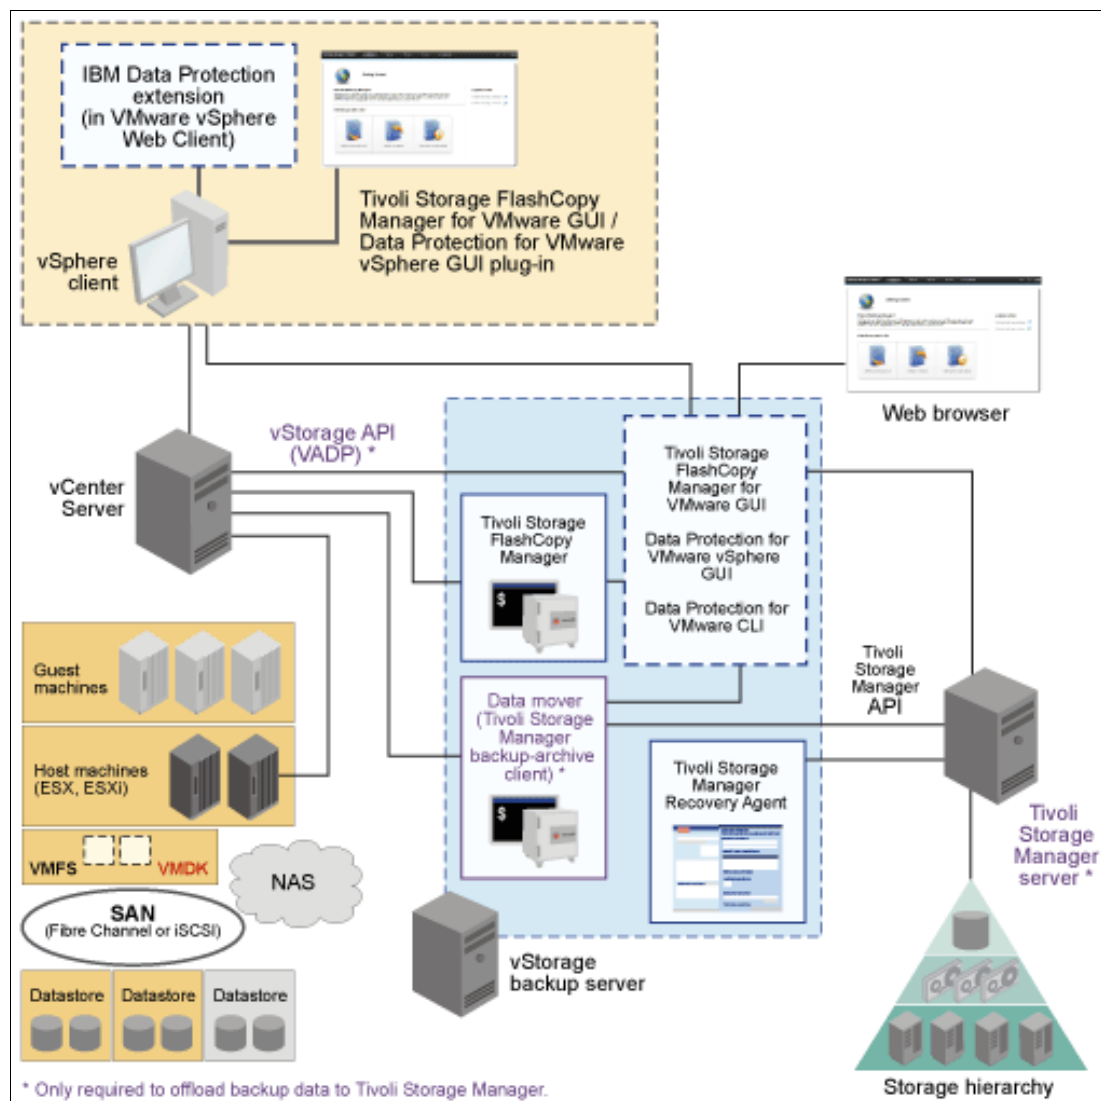 IBM Data Protection
extension
(in VMware vSphere
Web Client)
Tivoli Storage FlashCopy
Manager for VMware GUI /
Data Protection for VMware
vSphere GUI plug-in
vSphere
client
Web browser
vStorage API
(VADP) *
vCenter
Server
Tivoli Storage
FlashCopy
Manager for
VMware GUI
Data Protection for
VMware vSphere
GUI
Data Protection for
VMware CLI
Tivoli Storage
FlashCopy
Manager
$
Guest
machines
Host machines
(ESX, ESXi)
VMFS
VMDK
NAS
SAN
(Fibre Channel or iSCSI)
Datastore
Datastore
Datastore
Data mover
(Tivoli Storage
Manager
backup-archive
client) *
$
Tivoli Storage
Manager
Recovery Agent
Tivoli
Storage
Manager
API
Tivoli
Storage
Manager
server *
vStorage
backup server
Storage hierarchy
* Only required to offload backup data to Tivoli Storage Manager.